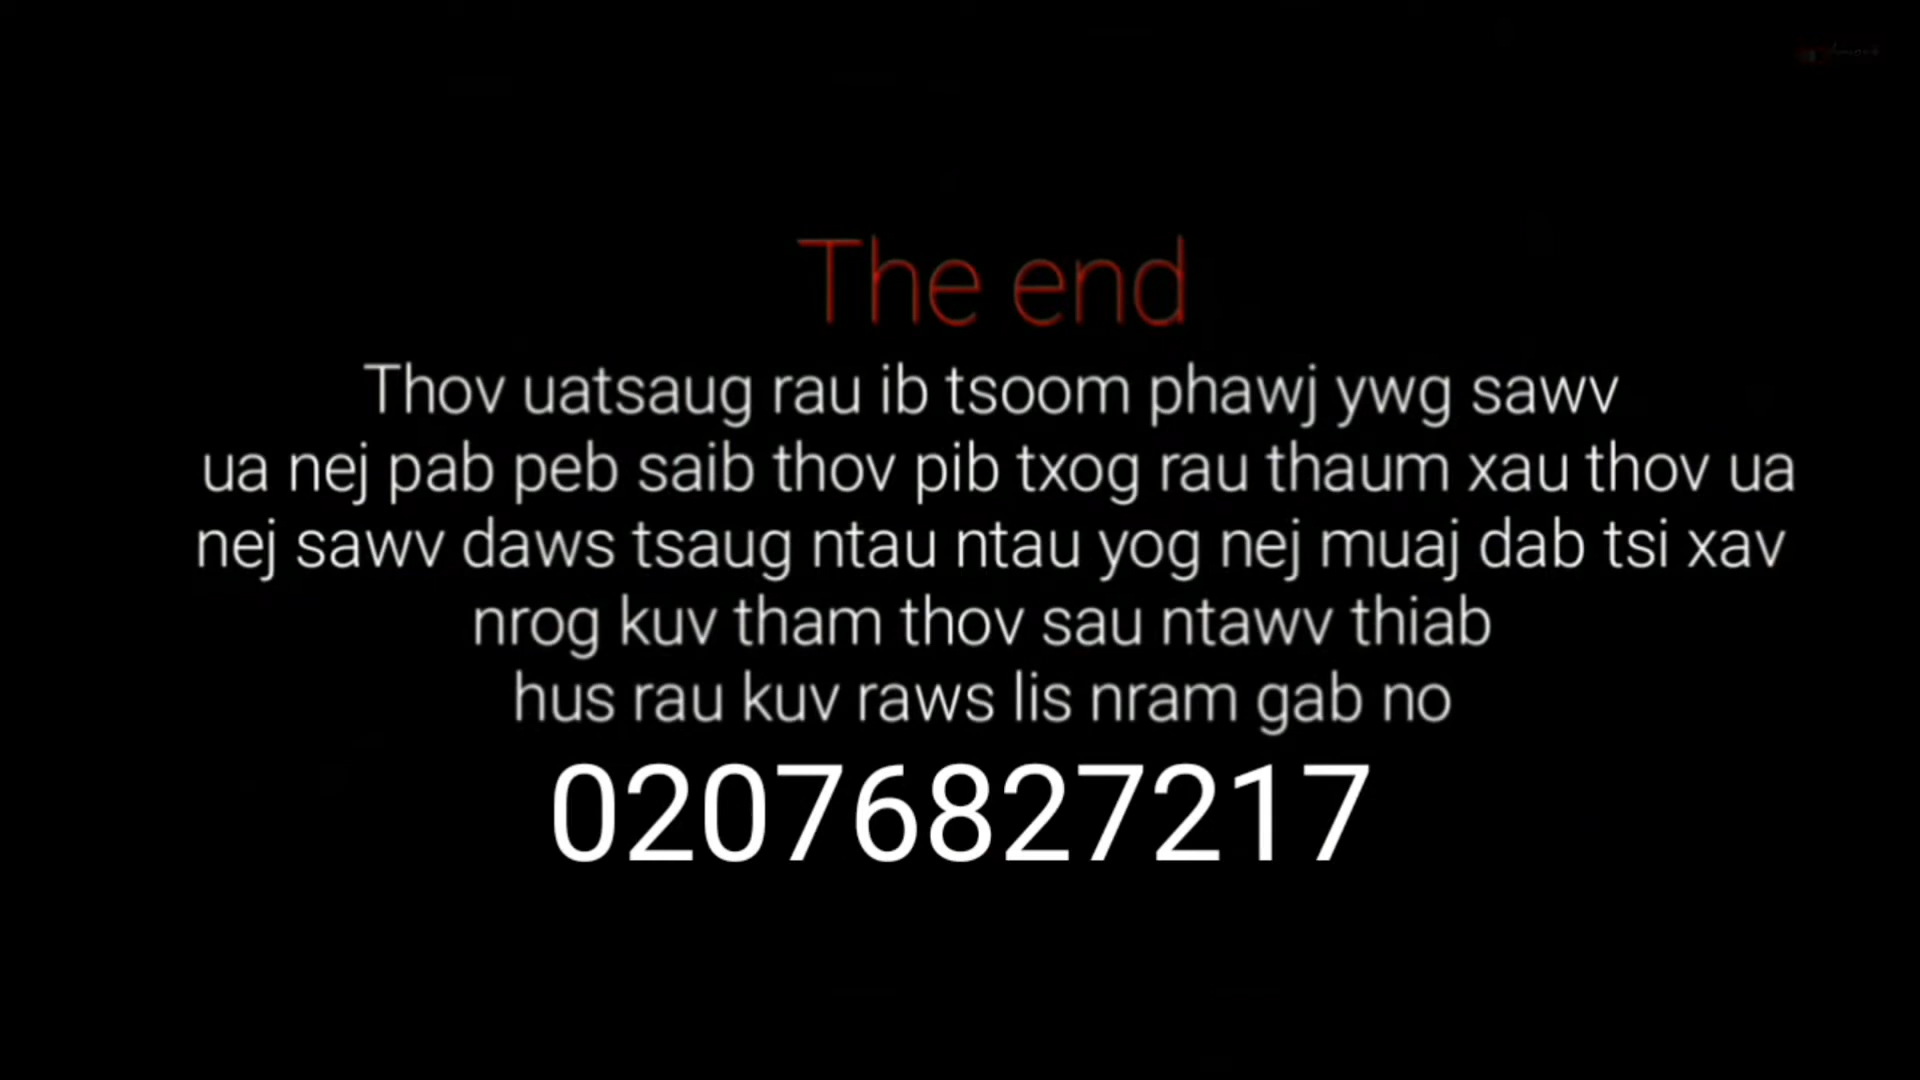 The end
Thov uatsaug rau ib tsoom phawj ywg sawv
ua nej pab peb saib thov pib txog rau thaum xau thov ua
nej sawv daws tsaug ntau ntau yog nej muaj dab tsi xav
nrog kuv tham thov sau ntawv thiab
hus rau kuv raws lis nram gab no
02076827217